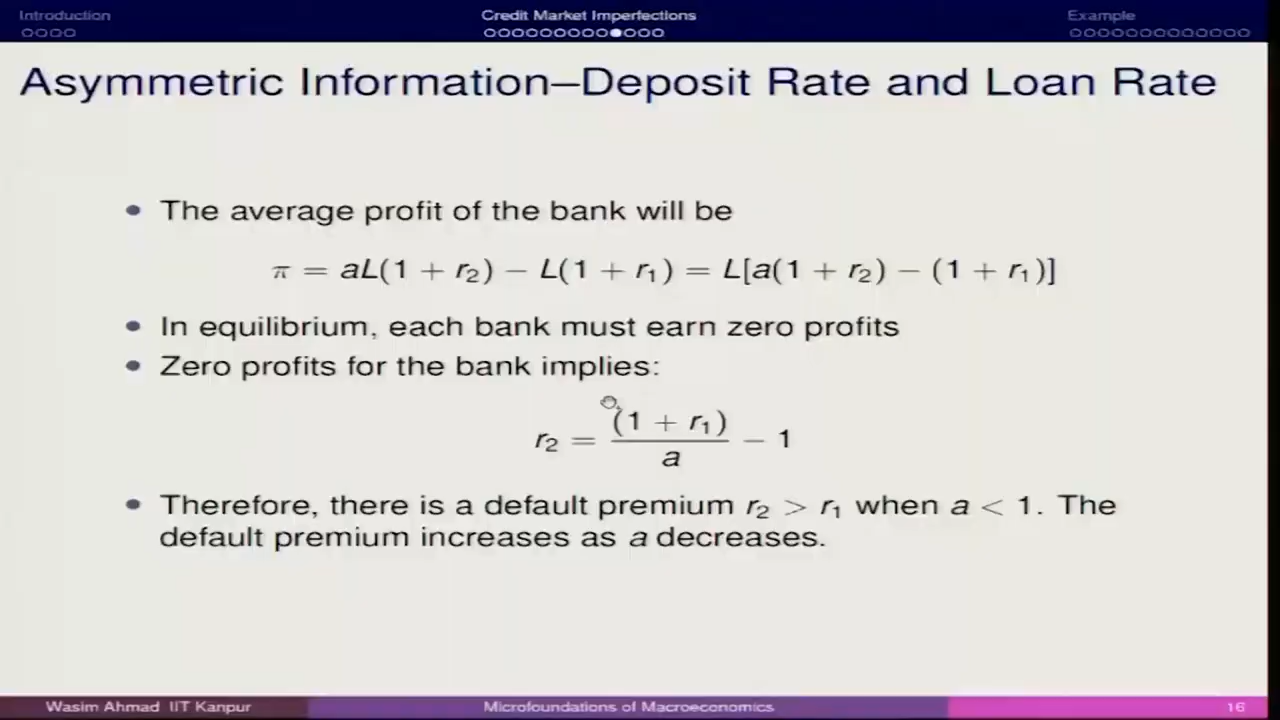 Introduction
Credit Market Imperfections
Example
Asymmetric Information–Deposit Rate and Loan Rate
• The average profit of the bank will be
π = aL(1 + r₂) − L(1 + r₁) = L[a(1 + r₂) − (1 + r₁)]
• In equilibrium, each bank must earn zero profits
• Zero profits for the bank implies:
r₂ = (1 + r₁) / a − 1
• Therefore, there is a default premium r₂ > r₁ when a < 1. The
default premium increases as a decreases.
Wasim Ahmad IIT Kanpur
Microfoundations of Macroeconomics
16